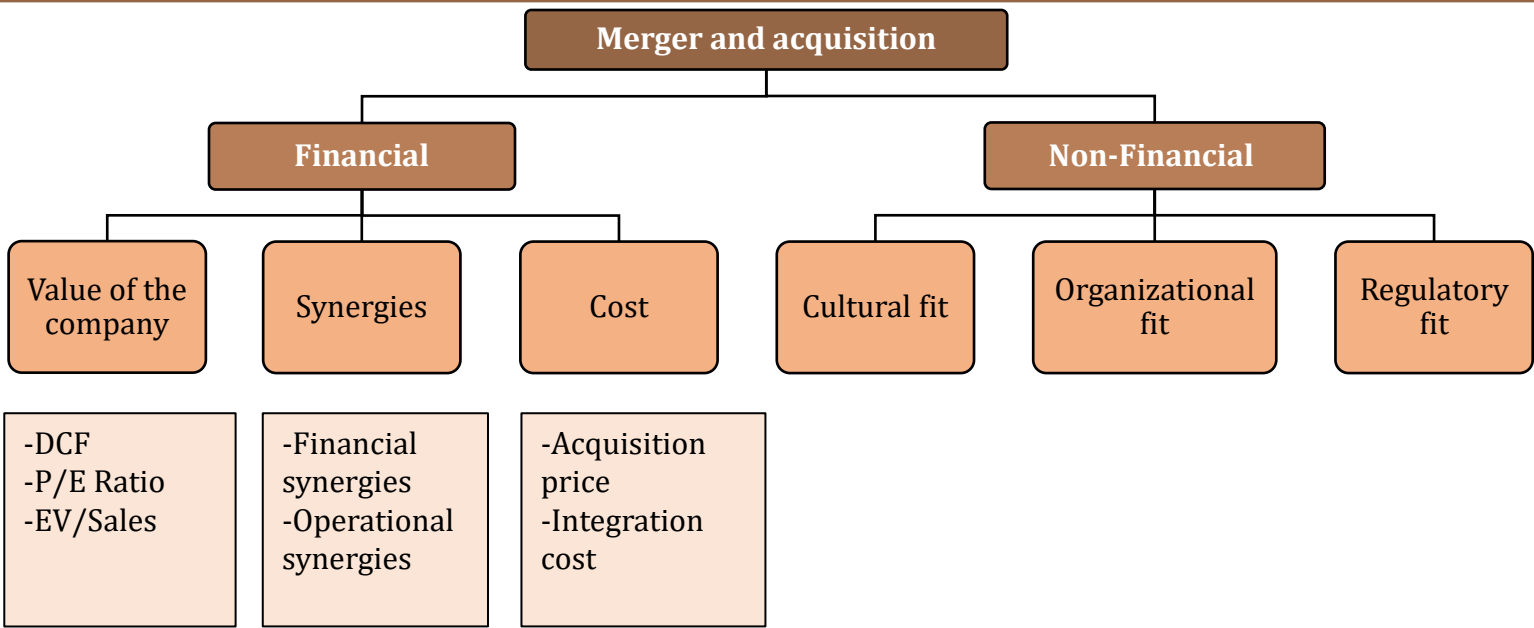 Merger and acquisition
Financial
Non-Financial
Value of the
company
Synergies
Cost
Cultural fit
Organizational
fit
Regulatory
fit
-DCF
-P/E Ratio
-EV/Sales
-Financial
synergies
-Operational
synergies
-Acquisition
price
-Integration
cost